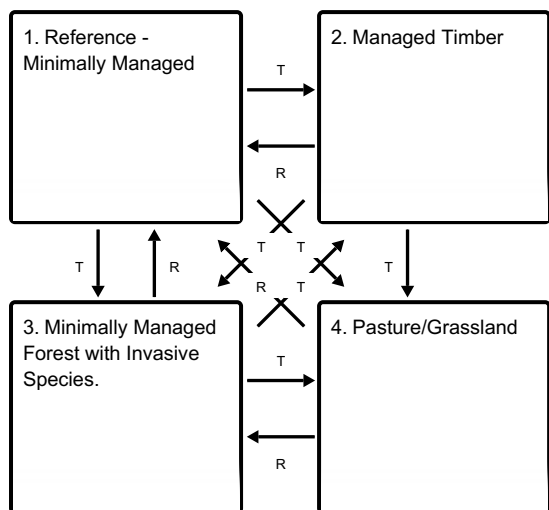 1. Reference -
Minimally Managed
2. Managed Timber
T
R
T
R
T
T
R
T
T
3. Minimally Managed
Forest with Invasive
Species.
4. Pasture/Grassland
T
R